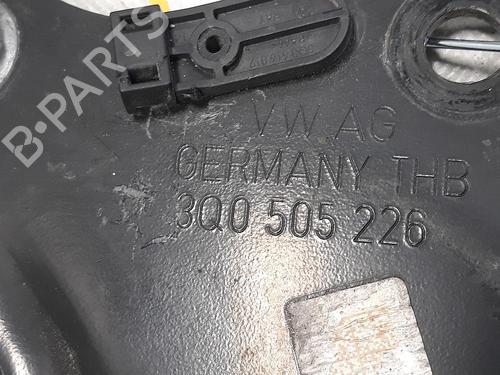 B-PARTS
VW AG
GERMANY THB
3Q0 505 226